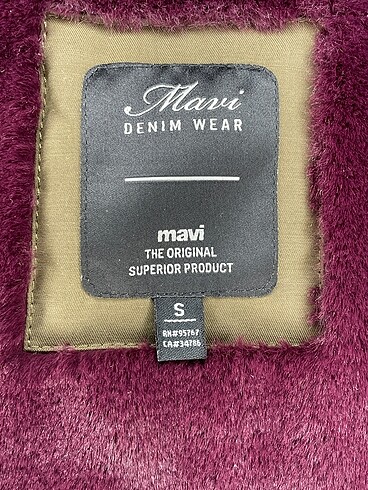 Mavi
DENIM WEAR
mavi
THE ORIGINAL
SUPERIOR PRODUCT
S
RN#95767
CA#34786